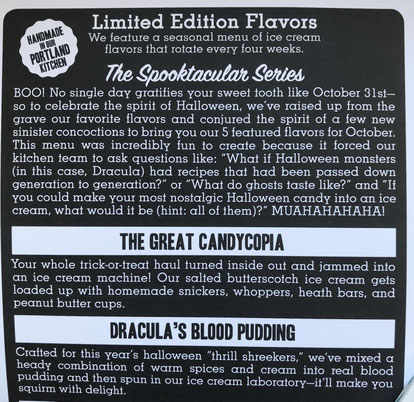 Limited Edition Flavors
We feature a seasonal menu of ice cream
flavors that rotate every four weeks.
HANDMADE
IN OUR
PORTLAND
KITCHEN
The Spooktacular Series
BOO! No single day gratifies your sweet tooth like October 31st—
so to celebrate the spirit of Halloween, we've raised up from the
grave our favorite flavors and conjured the spirit of a few new
sinister concoctions to bring you our 5 featured flavors for October.
This menu was incredibly fun to create because it forced our
kitchen team to ask questions like: "What if Halloween monsters
(in this case, Dracula) had recipes that had been passed down
generation to generation?" or "What do ghosts taste like?" and "If
you could make your most nostalgic Halloween candy into an ice
cream, what would it be (hint: all of them)?" MUAHAHAHAHA!
THE GREAT CANDYCOPIA
Your whole trick-or-treat haul turned inside out and jammed into
an ice cream machine! Our salted butterscotch ice cream gets
loaded up with homemade snickers, whoppers, heath bars, and
peanut butter cups.
DRACULA'S BLOOD PUDDING
Crafted for this year's halloween "thrill shreekers," we've mixed a
heady combination of warm spices and cream into real blood
pudding and then spun in our ice cream laboratory—it'll make you
squirm with delight.